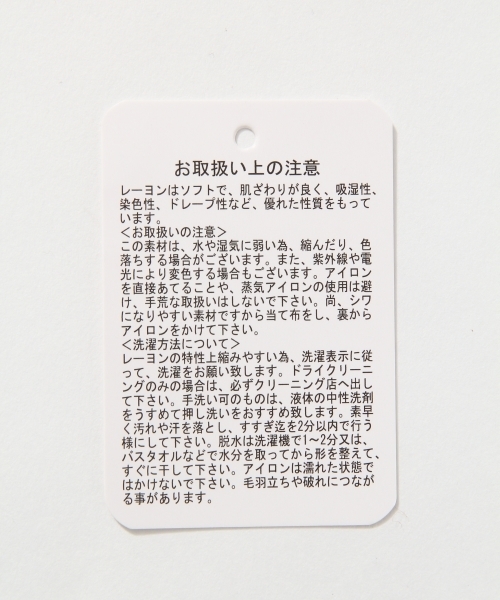 お取扱い上の注意
レーヨンはソフトで、肌ざわりが良く、吸湿性、
染色性、ドレープ性など、優れた性質をもって
います。
＜お取扱いの注意＞
この素材は、水や湿気に弱い為、縮んだり、色
落ちする場合がございます。また、紫外線や電
光により変色する場合もございます。アイロン
を直接あてることや、蒸気アイロンの使用は避
け、手荒な取扱いはしないで下さい。尚、シワ
になりやすい素材ですから当て布をし、裏から
アイロンをかけて下さい。
＜洗濯方法について＞
レーヨンの特性上縮みやすい為、洗濯表示に従
って、洗濯をお願い致します。ドライクリーニ
ングのみの場合は、必ずクリーニング店へ出し
て下さい。手洗い可のものは、液体の中性洗剤
をうすめて押し洗いをおすすめ致します。素早
く汚れや汗を落とし、すすぎ迄を2分以内で行う
様にして下さい。脱水は洗濯機で1～2分又は、
バスタオルなどで水分を取ってから形を整えて、
すぐに干して下さい。アイロンは濡れた状態で
はかけないで下さい。毛羽立ちや破れにつなが
る事があります。